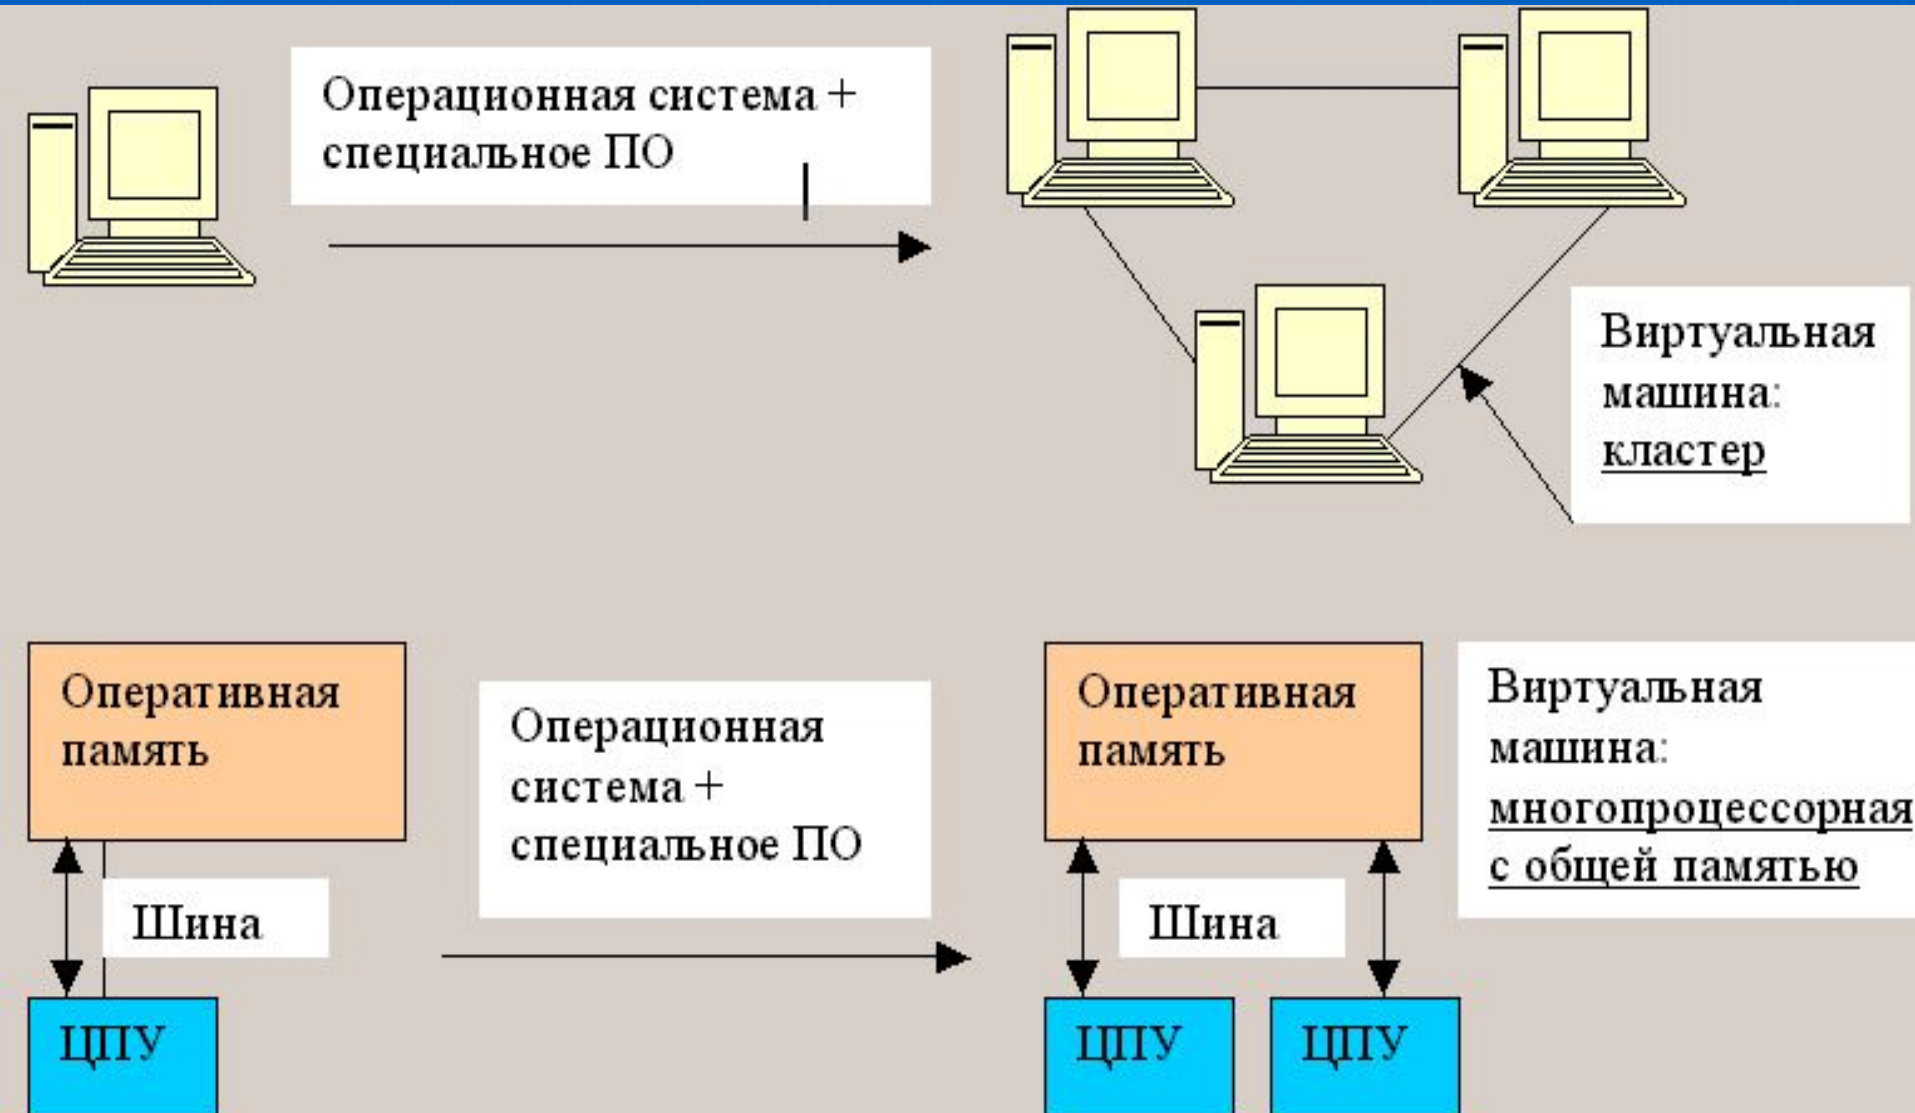 Операционная система +
специальное ПО
Виртуальная
машина:
кластер
Оперативная
память
Шина
ЦПУ
Операционная
система +
специальное ПО
Оперативная
память
Шина
ЦПУ
ЦПУ
Виртуальная
машина:
многопроцессорная
с общей памятью